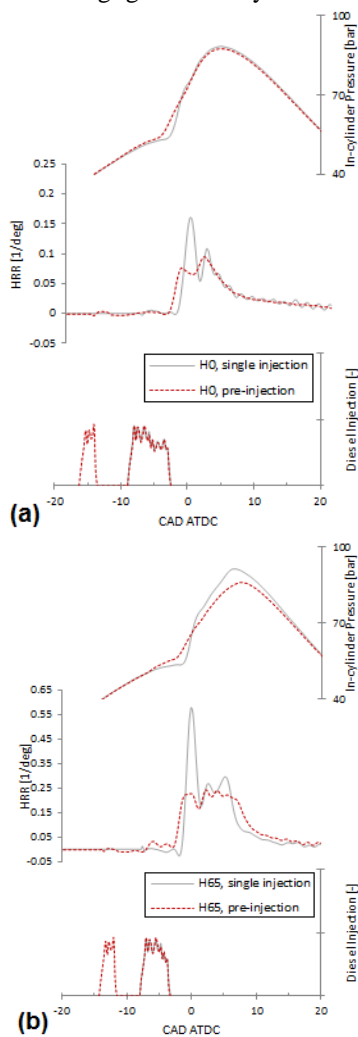 100
70
40
In-cylinder Pressure [bar]
0.25
0.2
0.15
0.1
0.05
0
-0.05
HRR [1/deg]
H0, single injection
H0, pre-injection
Diesel Injection [-]
-20 -10 0 10 20
CAD ATDC
(a)
100
70
40
In-cylinder Pressure [bar]
0.65
0.55
0.45
0.35
0.25
0.15
0.05
-0.05
HRR [1/deg]
H65, single injection
H65, pre-injection
Diesel Injection [-]
-20 -10 0 10 20
CAD ATDC
(b)